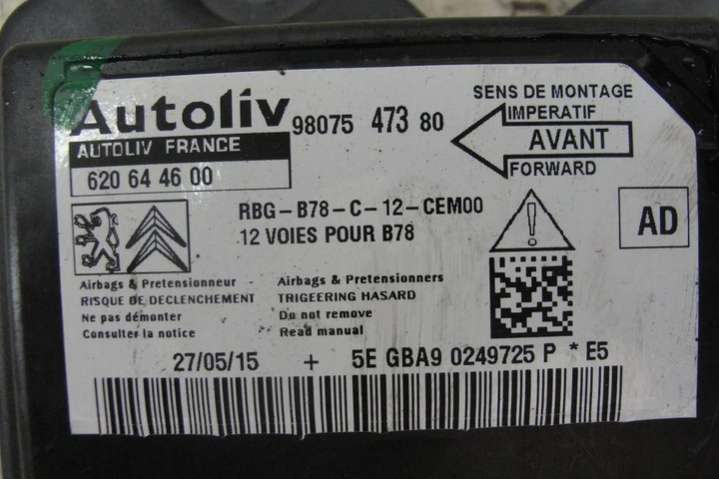 Autoliv
AUTOLIV FRANCE
620 64 46 00
98075 473 80
SENS DE MONTAGE
IMPERATIF
AVANT
FORWARD
RBG-B78-C-12-CEM00
12 VOIES POUR B78
AD
Airbags & Pretensionneur
RISQUE DE DECLENCHEMENT
Ne pas démonter
Consulter la notice
Airbags & Pretensionners
TRIGEERING HASARD
Do not remove
Read manual
27/05/15 + 5E GBA9 0249725 P *E5